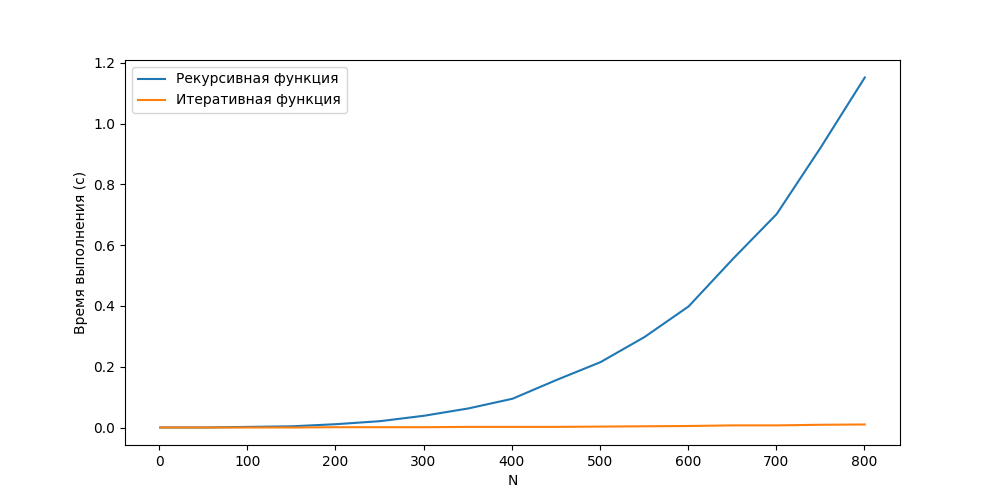 Рекурсивная функция
Итеративная функция
Время выполнения (с)
1.2
1.0
0.8
0.6
0.4
0.2
0.0
0 100 200 300 400 500 600 700 800
N